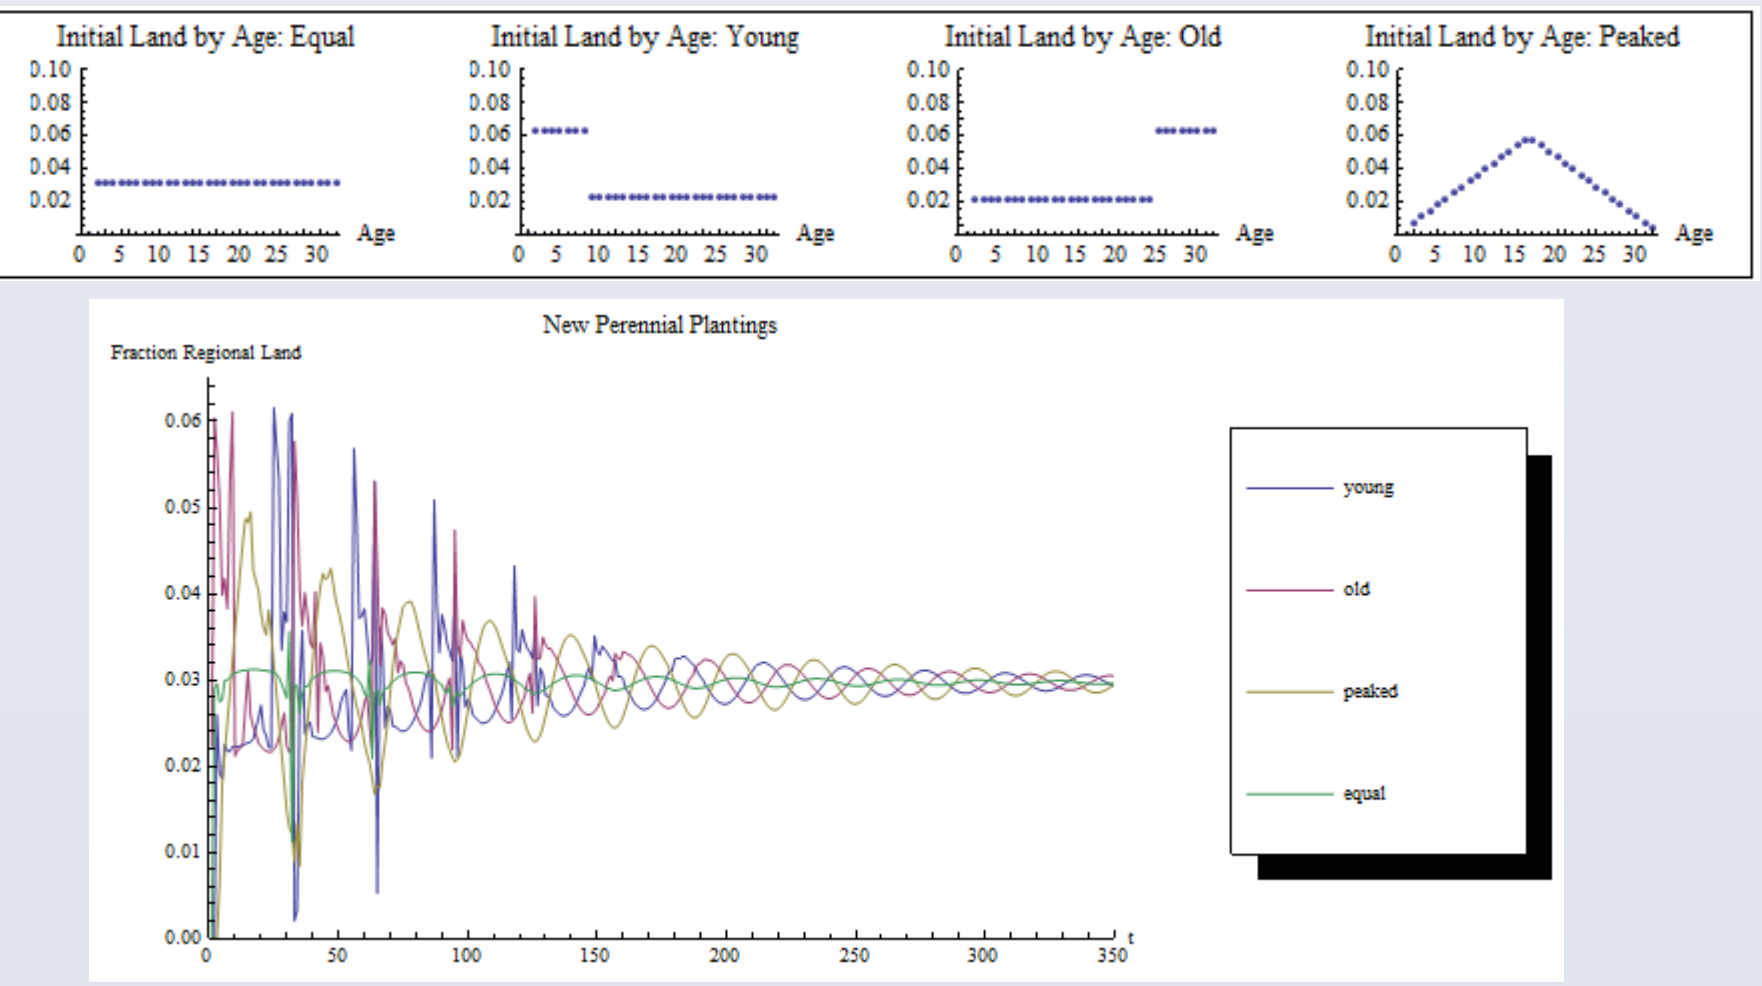 Initial Land by Age: Equal
0.10
0.08
0.06
0.04
0.02
0 5 10 15 20 25 30
Age
Initial Land by Age: Young
0.10
0.08
0.06
0.04
0.02
0 5 10 15 20 25 30
Age
Initial Land by Age: Old
0.10
0.08
0.06
0.04
0.02
0 5 10 15 20 25 30
Age
Initial Land by Age: Peaked
0.10
0.08
0.06
0.04
0.02
0 5 10 15 20 25 30
Age
New Perennial Plantings
Fraction Regional Land
0.06
0.05
0.04
0.03
0.02
0.01
0.00
0 50 100 150 200 250 300 350
t
young
old
peaked
equal